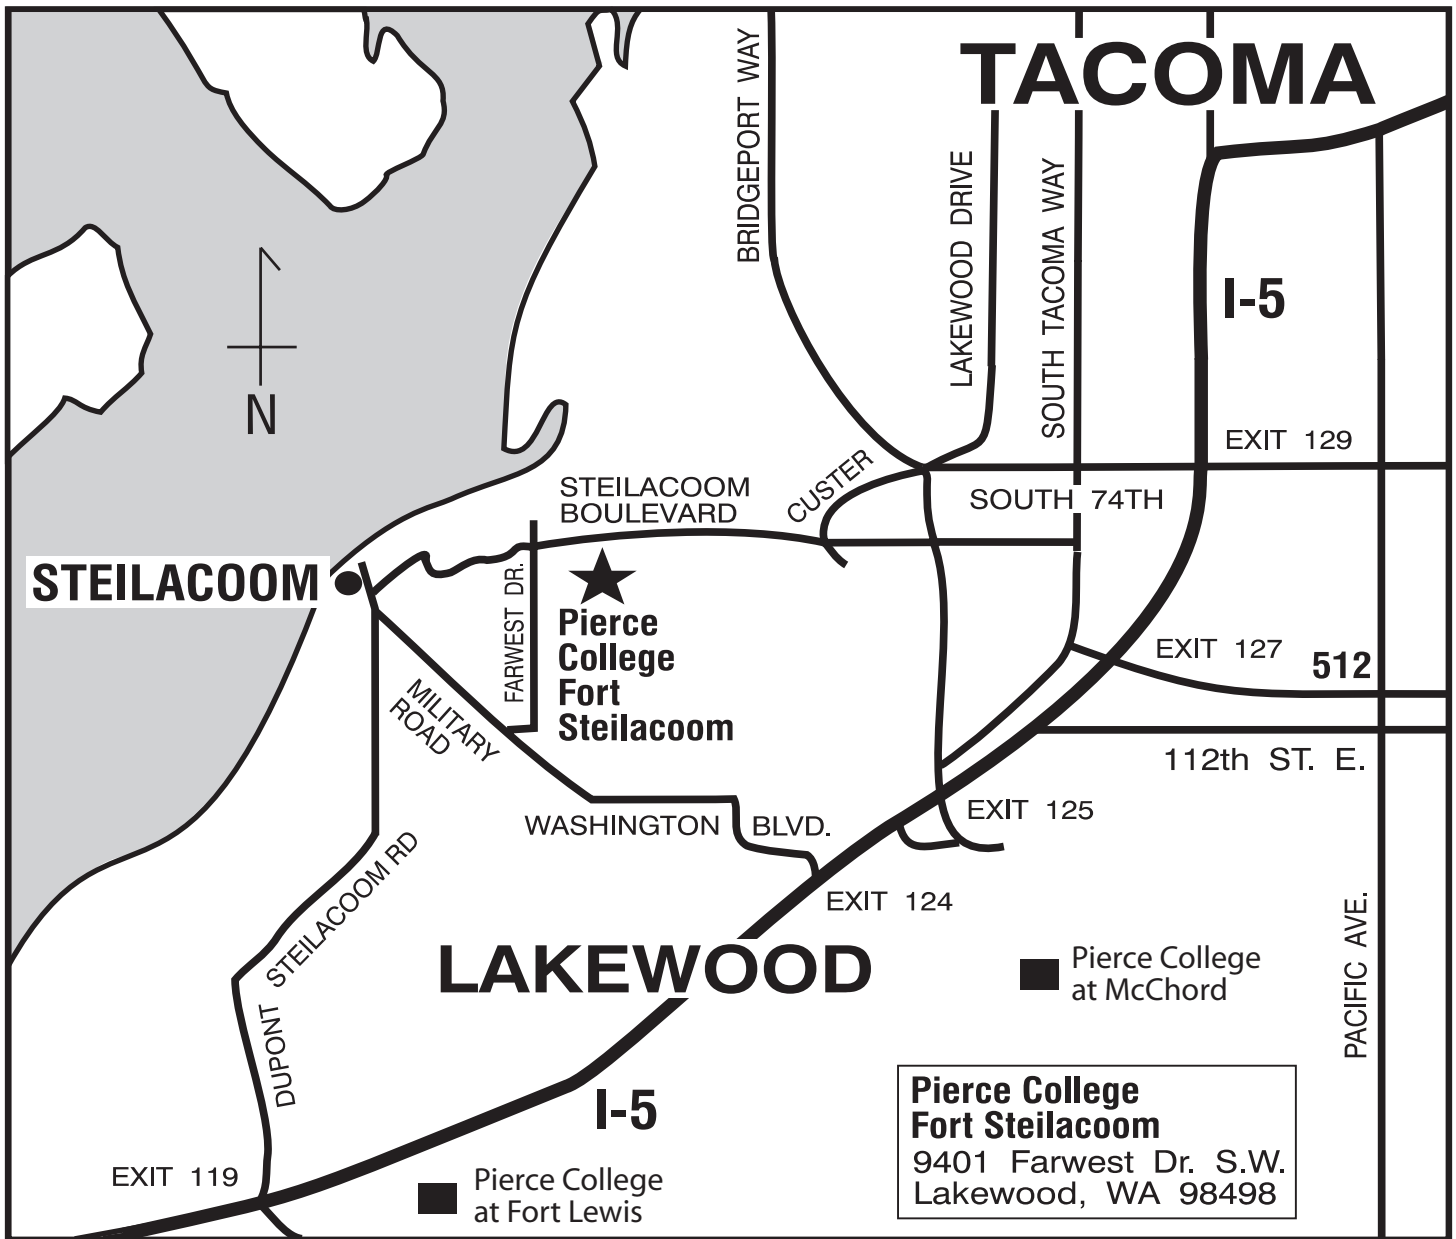 TACOMA
BRIDGEPORT WAY
LAKEWOOD DRIVE
SOUTH TACOMA WAY
I-5
N
EXIT 129
CUSTER
STEILACOOM
BOULEVARD
SOUTH 74TH
STEILACOOM
FARWEST DR.
Pierce
College
Fort
Steilacoom
EXIT 127
512
MILITARY
ROAD
112th ST. E.
WASHINGTON BLVD.
EXIT 125
DUPONT STEILACOOM RD
EXIT 124
LAKEWOOD
Pierce College
at McChord
PACIFIC AVE.
I-5
EXIT 119
Pierce College
at Fort Lewis
Pierce College
Fort Steilacoom
9401 Farwest Dr. S.W.
Lakewood, WA 98498